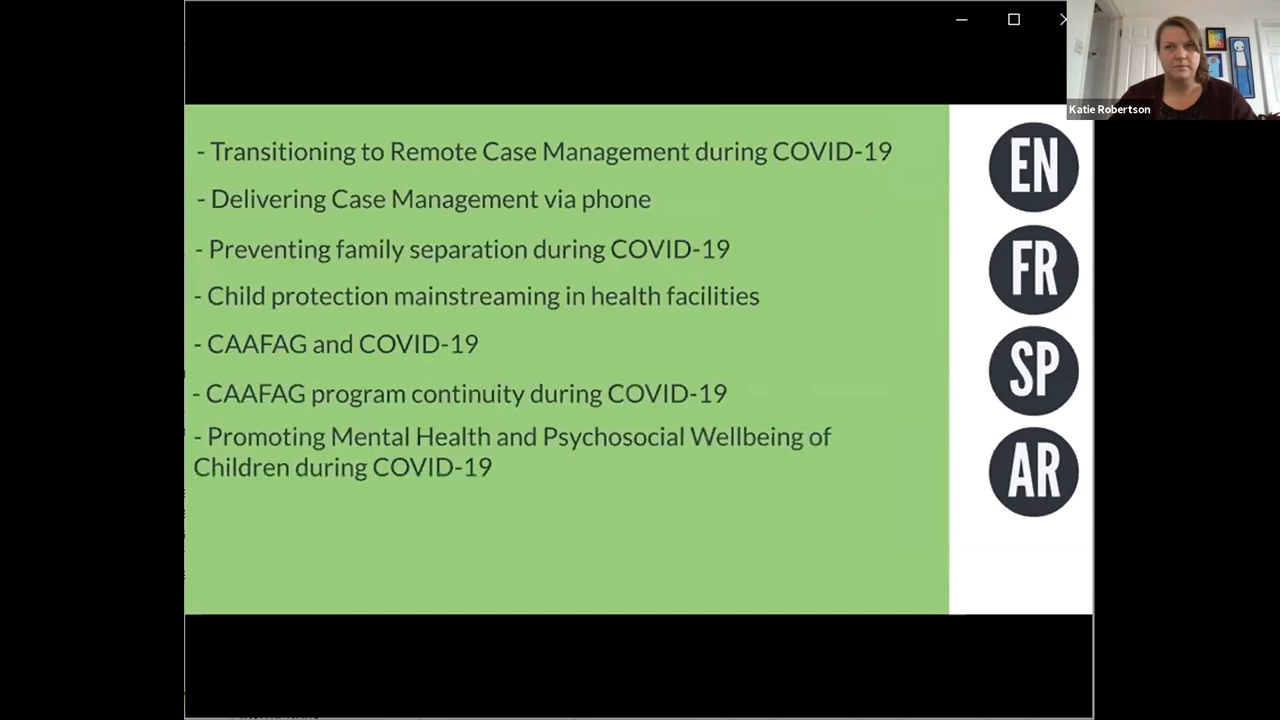 Katie Robertson
- Transitioning to Remote Case Management during COVID-19
- Delivering Case Management via phone
- Preventing family separation during COVID-19
- Child protection mainstreaming in health facilities
- CAAFAG and COVID-19
- CAAFAG program continuity during COVID-19
- Promoting Mental Health and Psychosocial Wellbeing of
Children during COVID-19
EN
FR
SP
AR